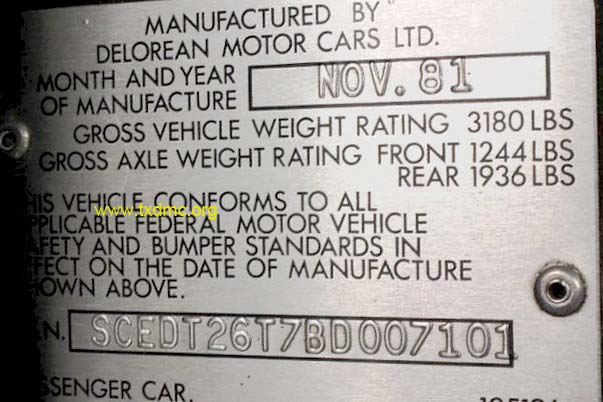 MANUFACTURED BY
DELOREAN MOTOR CARS LTD.
MONTH AND YEAR
OF MANUFACTURE
NOV. 81
GROSS VEHICLE WEIGHT RATING 3180 LBS
GROSS AXLE WEIGHT RATING FRONT 1244 LBS
REAR 1936 LBS
HIS VEHICLE CONFORMS TO ALL
www.txdmc.org
PPLICABLE FEDERAL MOTOR VEHICLE
AFETY AND BUMPER STANDARDS IN
FFECT ON THE DATE OF MANUFACTURE
HOWN ABOVE.
.N. SCEDT26T7BD007101
SSENGER CAR.